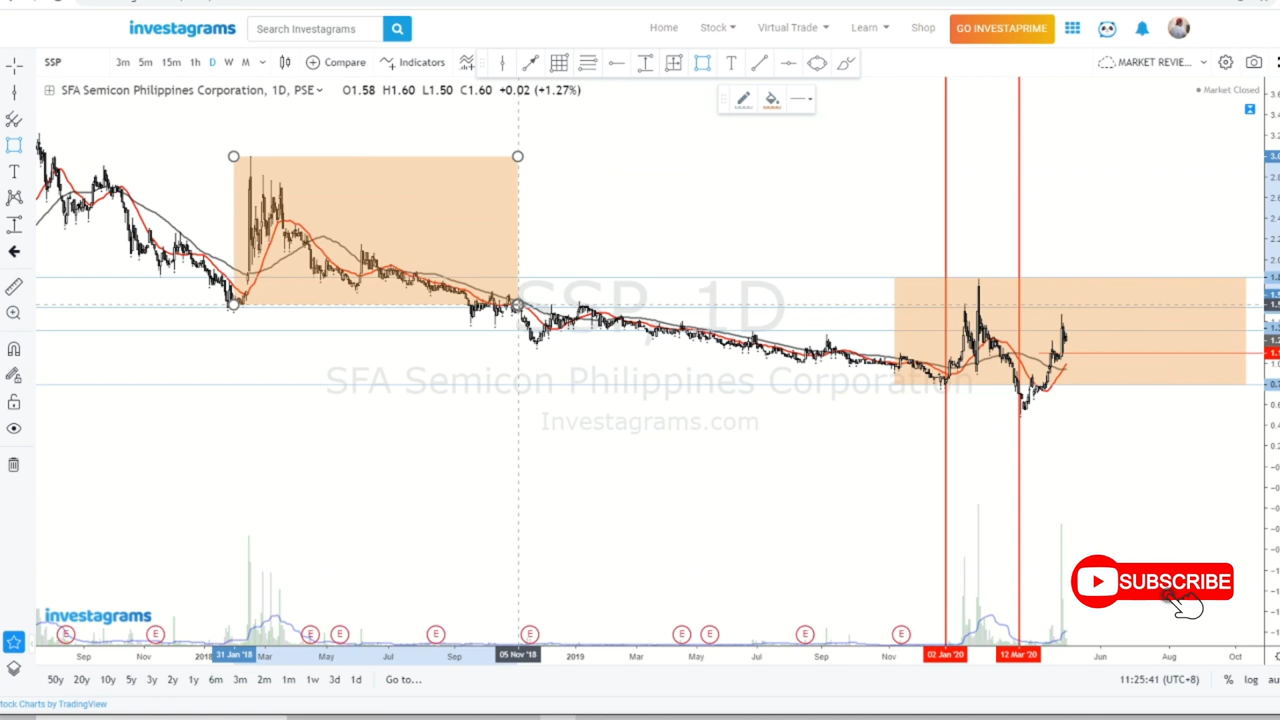 investagrams
Search Investagrams
Home
Stock
Virtual Trade
Learn
Shop
GO INVESTAPRIME
SSP
3m 5m 15m 1h D W M
Compare
Indicators
MARKET REVIE...
SFA Semicon Philippines Corporation, 1D, PSE
O1.58 H1.60 L1.50 C1.60 +0.02 (+1.27%)
Market Closed
SSP, 1D
SFA Semicon Philippines Corporation
Investagrams.com
SUBSCRIBE
investagrams
E E E E E E E E E E E
Sep Nov 2018 31 Jan '18 Mar May Jul Sep 05 Nov '18 2019 Mar May Jul Sep Nov 02 Jan '20 12 Mar '20 Jun Aug Oct
50y 20y 10y 5y 3y 2y 1y 6m 3m 2m 1m 1w 3d 1d Go to...
11:25:41 (UTC+8) % log
tock Charts by TradingView